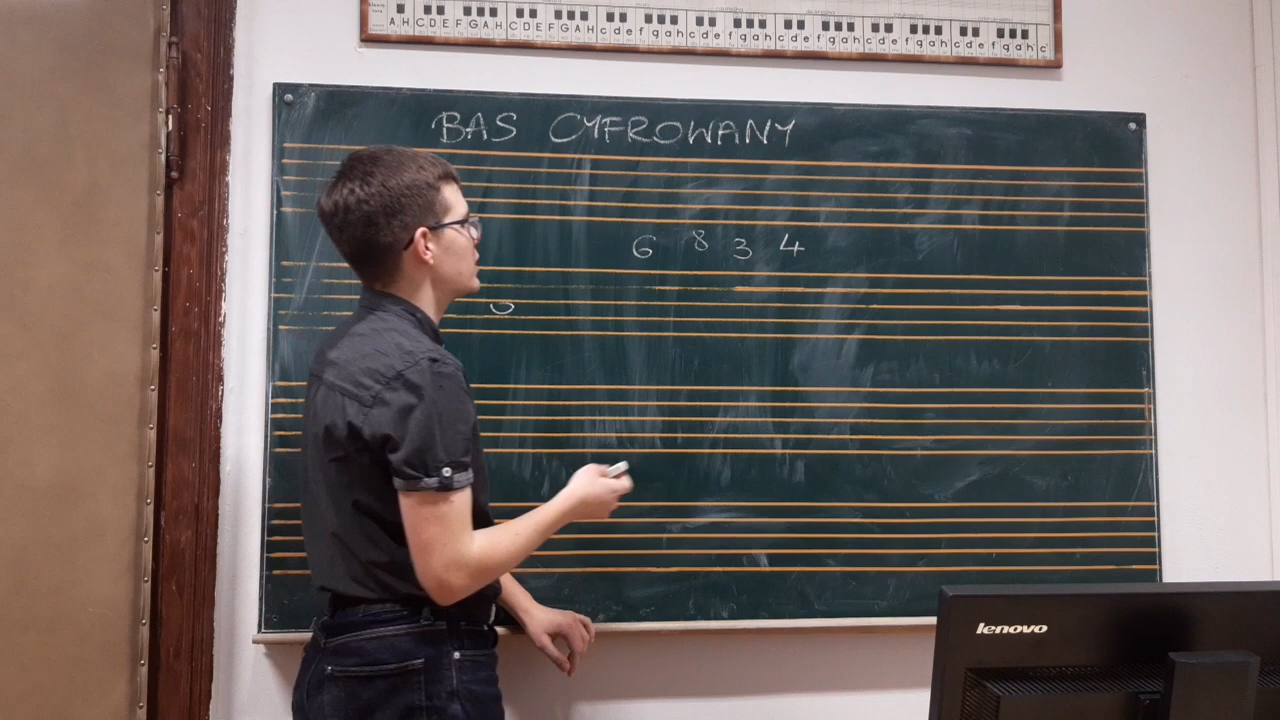 A H C D E F G A H C D E F G A H c d e f g a h c d e f g a h c d e f g a h c d e f g a h c
BAS CYFROWANY
6 8 3 4
lenovo